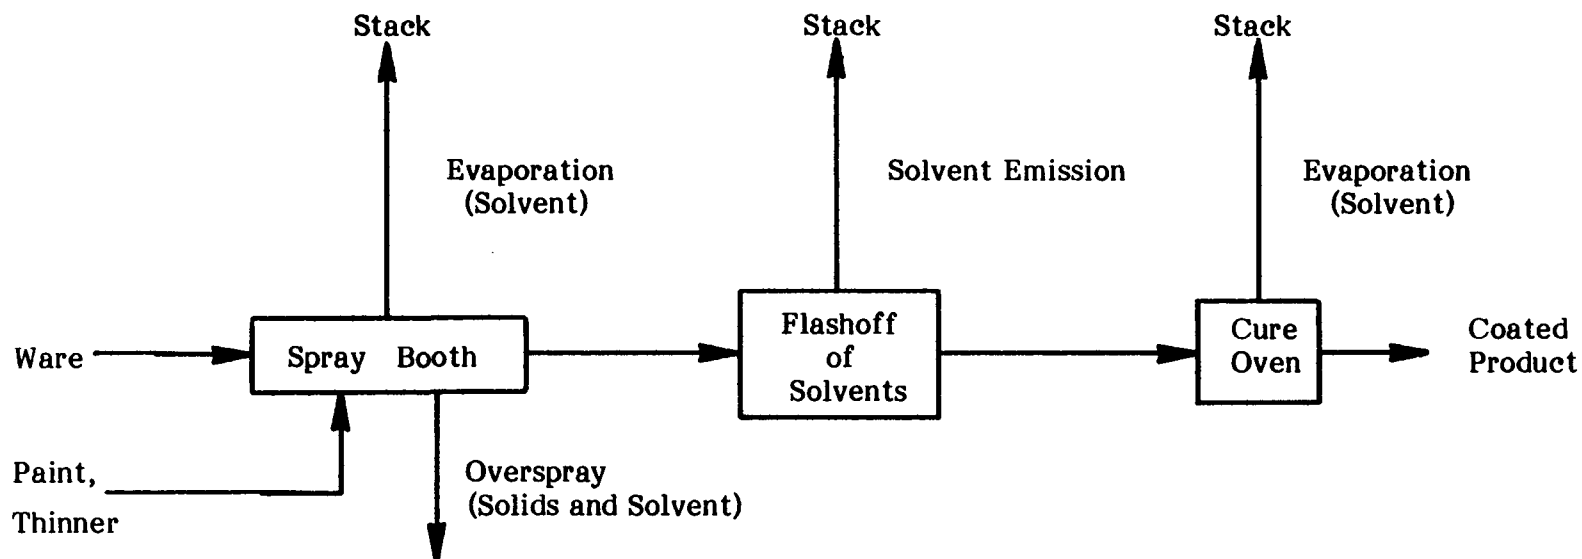 Stack
Stack
Stack
Evaporation
(Solvent)
Solvent Emission
Evaporation
(Solvent)
Ware
Spray Booth
Flashoff
of
Solvents
Cure
Oven
Coated
Product
Paint,
Thinner
Overspray
(Solids and Solvent)